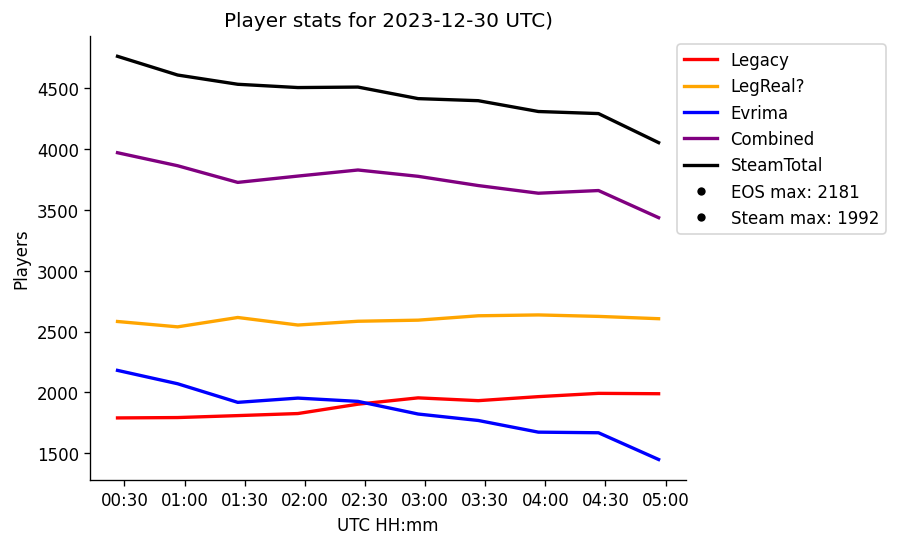 Player stats for 2023-12-30 UTC)
Legacy
LegReal?
Evrima
Combined
SteamTotal
EOS max: 2181
Steam max: 1992
Players
4500
4000
3500
3000
2500
2000
1500
00:30 01:00 01:30 02:00 02:30 03:00 03:30 04:00 04:30 05:00
UTC HH:mm